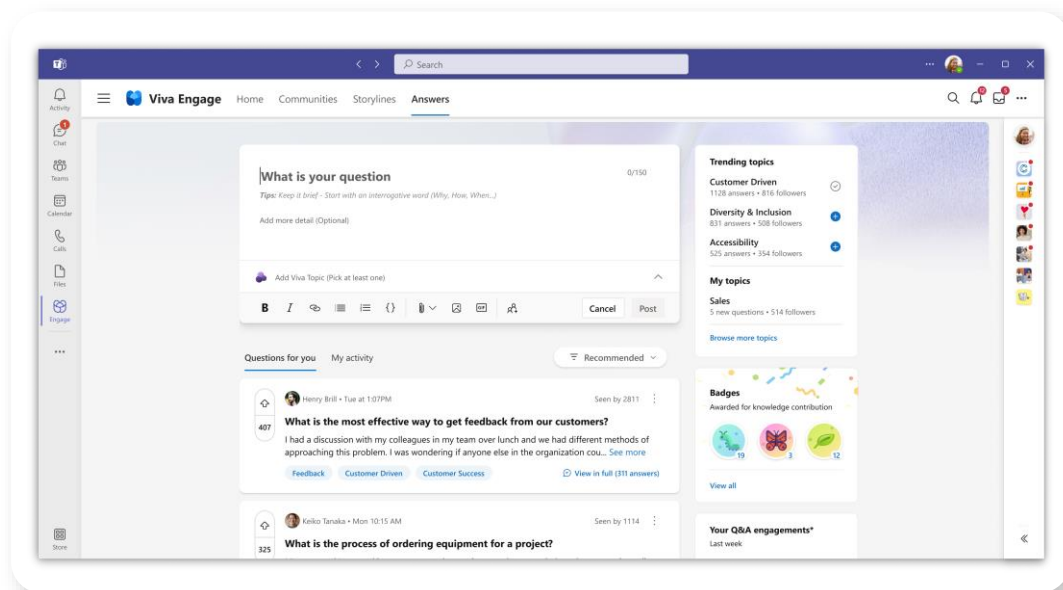 Search
Activity
Chat
1
Teams
Calendar
Calls
Files
Engage
Store
Viva Engage
Home
Communities
Storylines
Answers
12
5
What is your question
0/150
Tips: Keep it brief - Start with an interrogative word (Why, How, When...)
Add more detail (Optional)
Add Viva Topic (Pick at least one)
B
I
GIF
Cancel
Post
Questions for you
My activity
Recommended
407
Henry Brill • Tue at 1:07PM
Seen by 2811
What is the most effective way to get feedback from our customers?
I had a discussion with my colleagues in my team over lunch and we had different methods of
approaching this problem. I was wondering if anyone else in the organization cou... See more
Feedback
Customer Driven
Customer Success
View in full (311 answers)
325
Keiko Tanaka • Mon 10:15 AM
Seen by 1114
What is the process of ordering equipment for a project?
Trending topics
Customer Driven
1128 answers • 816 followers
Diversity & Inclusion
831 answers • 508 followers
Accessibility
525 answers • 354 followers
My topics
Sales
5 new questions • 514 followers
Browse more topics
Badges
Awarded for knowledge contribution
19
3
12
View all
Your Q&A engagements*
Last week